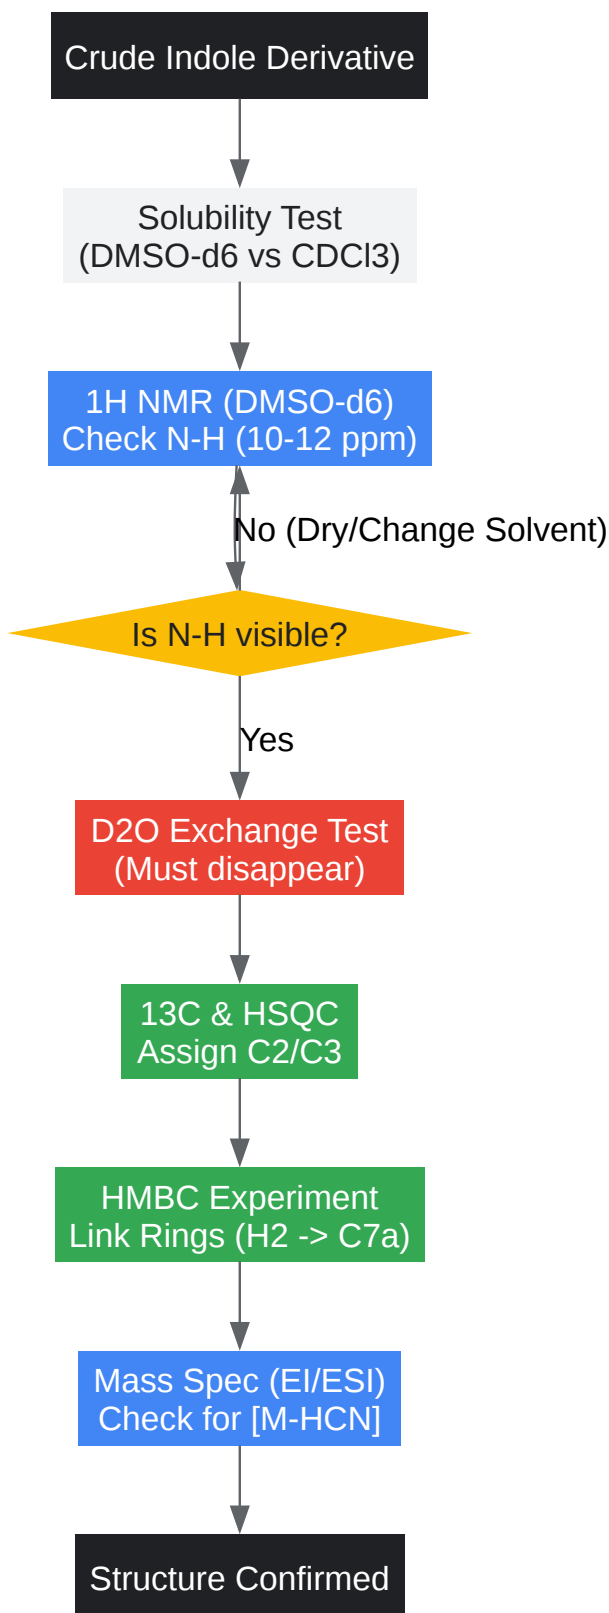 Crude Indole Derivative
Solubility Test
(DMSO-d6 vs CDCl3)
1H NMR (DMSO-d6)
Check N-H (10-12 ppm)
No (Dry/Change Solvent)
Is N-H visible?
Yes
D2O Exchange Test
(Must disappear)
13C & HSQC
Assign C2/C3
HMBC Experiment
Link Rings (H2 -> C7a)
Mass Spec (EI/ESI)
Check for [M-HCN]
Structure Confirmed